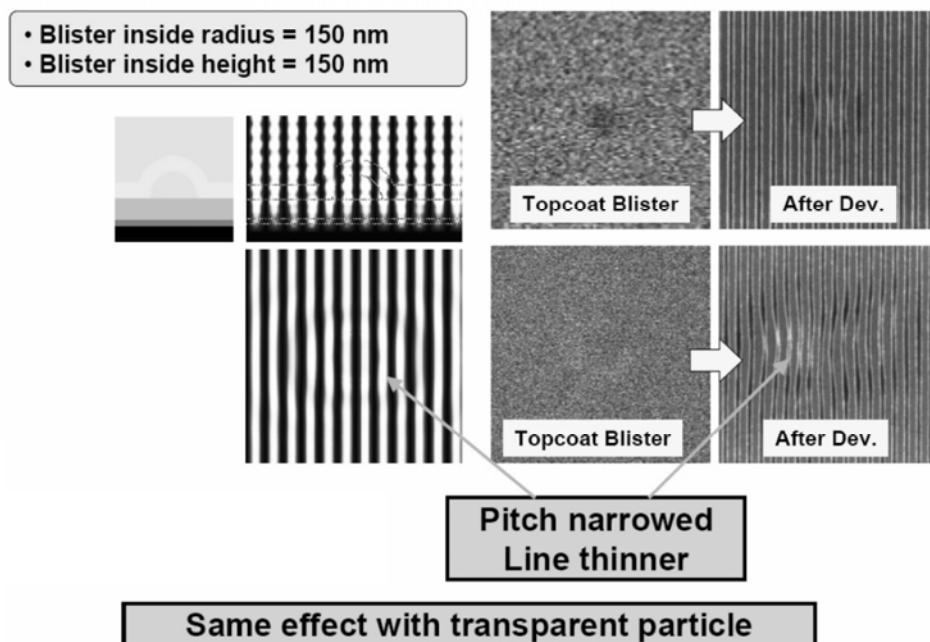 • Blister inside radius = 150 nm
• Blister inside height = 150 nm
Topcoat Blister
After Dev.
Topcoat Blister
After Dev.
Pitch narrowed
Line thinner
Same effect with transparent particle